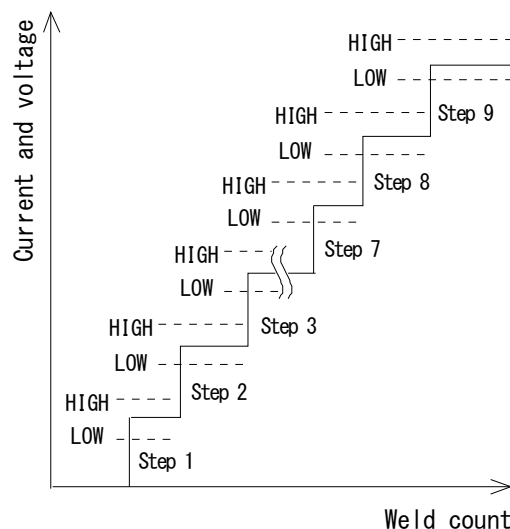 Current and voltage
HIGH
LOW
Step 9
HIGH
LOW
Step 8
HIGH
LOW
Step 7
HIGH
LOW
Step 3
HIGH
LOW
Step 2
HIGH
LOW
Step 1
Weld count